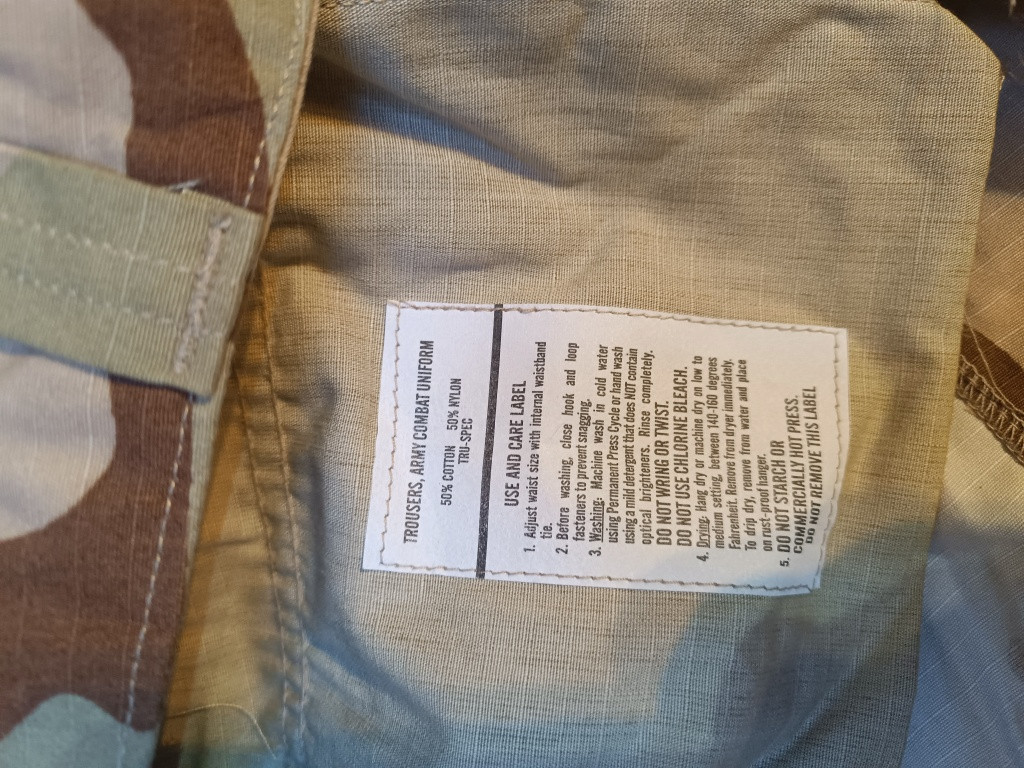 TROUSERS, ARMY COMBAT UNIFORM
50% COTTON 50% NYLON
TRU-SPEC
USE AND CARE LABEL
1. Adjust waist size with internal waistband
tie.
2. Before washing, close hook and loop
fasteners to prevent snagging.
3. Washing: Machine wash in cold water
using Permanent Press Cycle or hand wash
using a mild detergent that does NOT contain
optical brighteners. Rinse completely.
DO NOT WRING OR TWIST.
DO NOT USE CHLORINE BLEACH.
4. Drying: Hang dry or machine dry on low to
medium setting, between 140-160 degrees
Fahrenheit. Remove from dryer immediately.
To drip dry, remove from water and place
on rust-proof hanger.
5. DO NOT STARCH OR
COMMERCIALLY HOT PRESS.
DO NOT REMOVE THIS LABEL